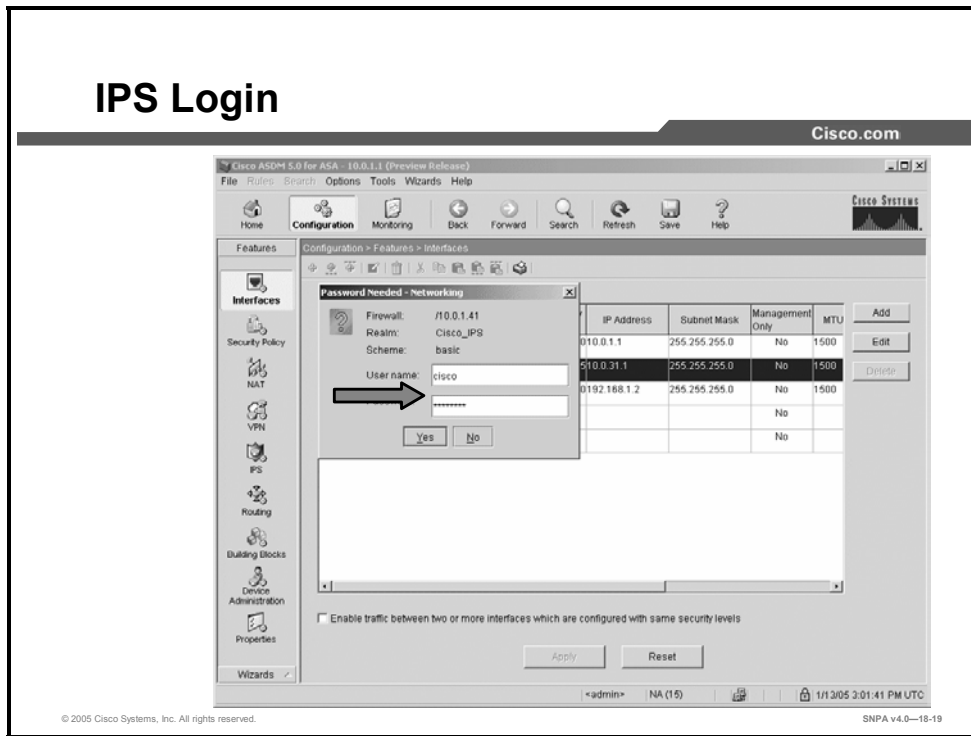 IPS Login
Cisco.com
Cisco ASDM 5.0 for ASA - 10.0.1.1 (Preview Release)
File Rules Search Options Tools Wizards Help
Home Configuration Monitoring Back Forward Search Refresh Save Help
CISCO SYSTEMS
Features
Configuration > Features > Interfaces
Interfaces
Security Policy
NAT
VPN
IPS
Routing
Building Blocks
Device Administration
Properties
Wizards
Password Needed - Networking
Firewall: /10.0.1.41
Realm: Cisco_IPS
Scheme: basic
User name: cisco
********
Yes No
IP Address Subnet Mask Management Only MTU
10.0.1.1 255.255.255.0 No 1500
10.0.31.1 255.255.255.0 No 1500
192.168.1.2 255.255.255.0 No 1500
No
No
Add
Edit
Delete
Enable traffic between two or more interfaces which are configured with same security levels
Apply Reset
<admin> NA (15) 1/13/05 3:01:41 PM UTC
© 2005 Cisco Systems, Inc. All rights reserved.
SNPA v4.0—18-19